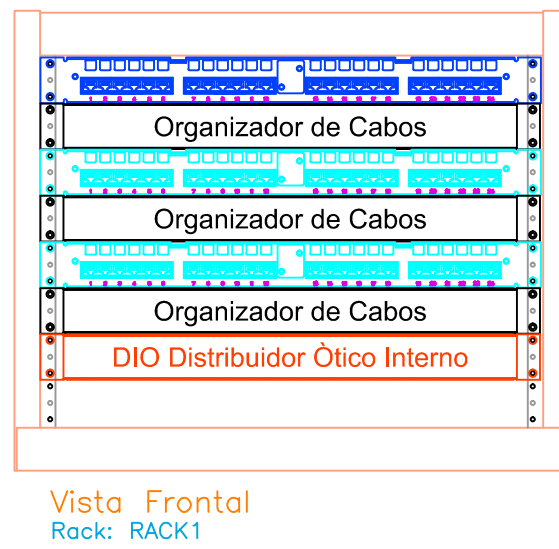 Organizador de Cabos
Organizador de Cabos
Organizador de Cabos
DIO Distribuidor Òtico Interno
Vista Frontal
Rack: RACK1